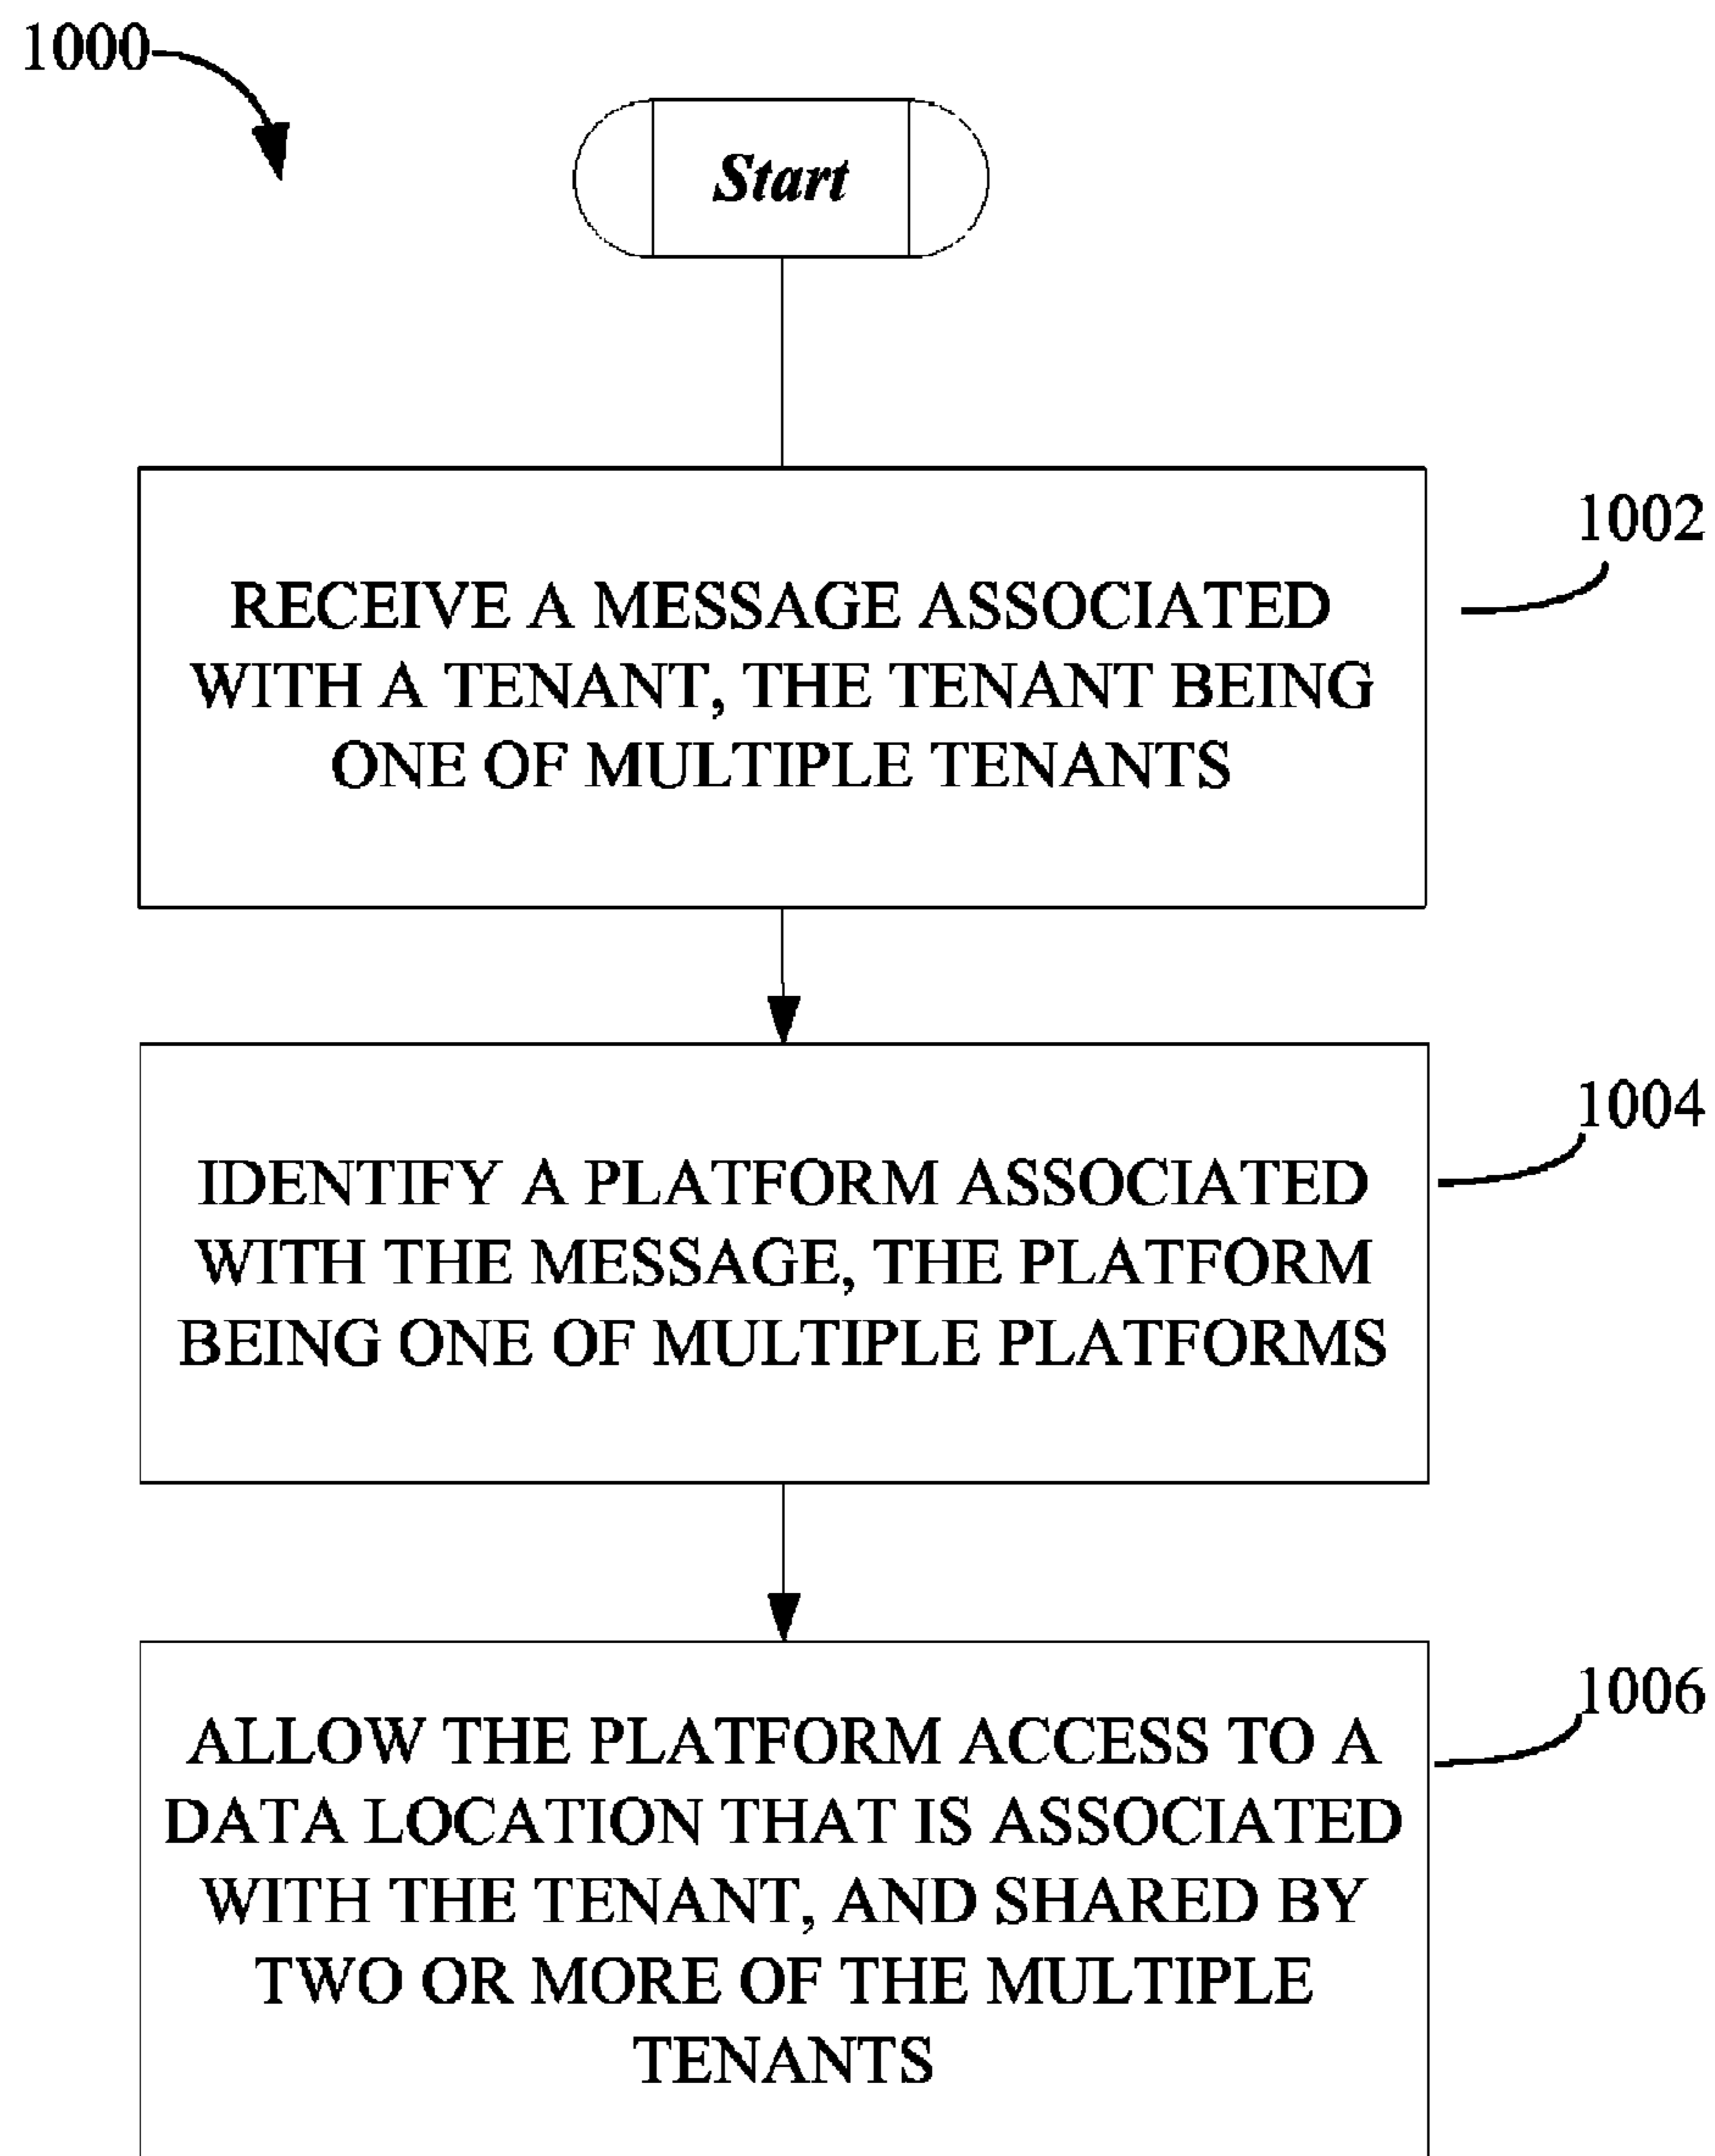 1000
Start
1002
RECEIVE A MESSAGE ASSOCIATED
WITH A TENANT, THE TENANT BEING
ONE OF MULTIPLE TENANTS
1004
IDENTIFY A PLATFORM ASSOCIATED
WITH THE MESSAGE, THE PLATFORM
BEING ONE OF MULTIPLE PLATFORMS
1006
ALLOW THE PLATFORM ACCESS TO A
DATA LOCATION THAT IS ASSOCIATED
WITH THE TENANT, AND SHARED BY
TWO OR MORE OF THE MULTIPLE
TENANTS